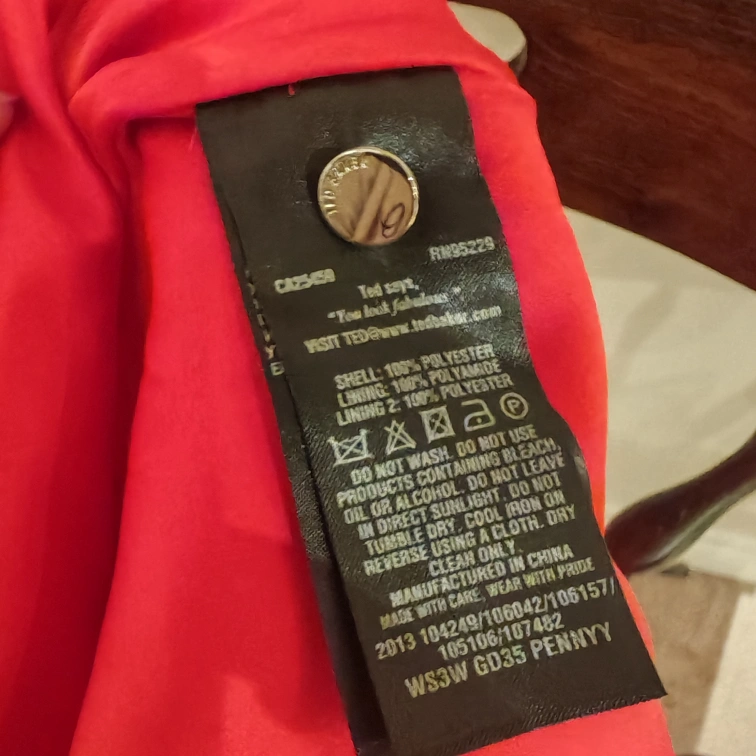 TED BAKER
RN95229
CA25459
Ted says,
"You look fabulous."
VISIT TED@www.tedbaker.com
SHELL: 100% POLYESTER
LINING: 100% POLYAMIDE
LINING 2: 100% POLYESTER
P
DO NOT WASH. DO NOT USE
PRODUCTS CONTAINING BLEACH,
OIL OR ALCOHOL. DO NOT LEAVE
IN DIRECT SUNLIGHT. DO NOT
TUMBLE DRY. COOL IRON ON
REVERSE USING A CLOTH. DRY
CLEAN ONLY.
MANUFACTURED IN CHINA
MADE WITH CARE, WEAR WITH PRIDE
2013 104249/106042/106157/
105106/107482
WS3W GD35 PENNYY